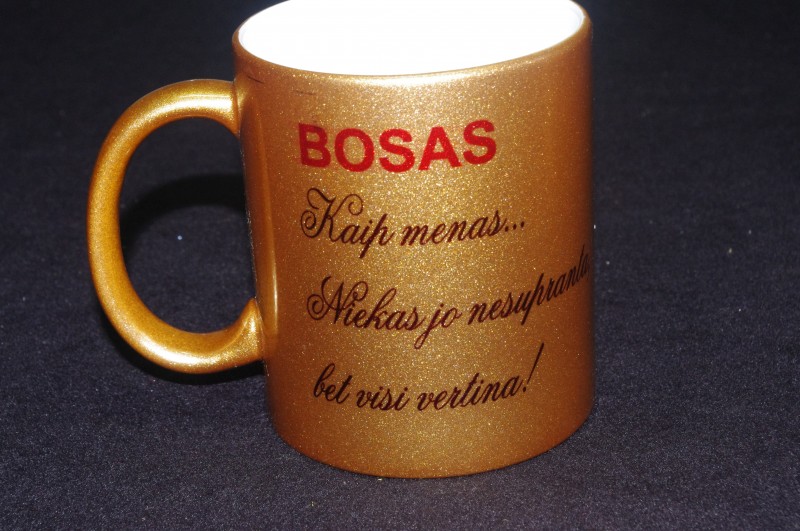 BOSAS
Kaip menas...
Niekas jo nesupranta,
bet visi vertina!